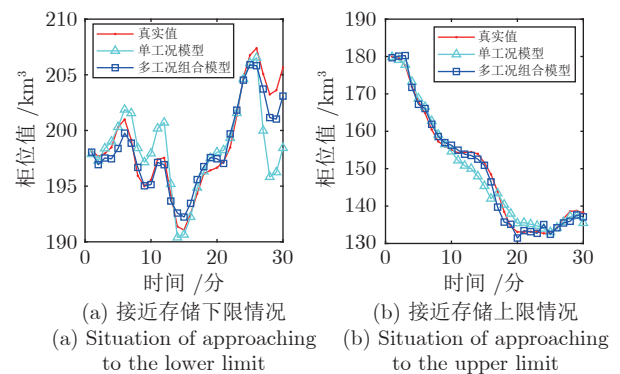 210
205
200
195
190
柜位值 /km³
真实值
单工况模型
多工况组合模型
0
10
20
30
时间 /分
(a) 接近存储下限情况
(a) Situation of approaching
to the lower limit
190
180
170
160
150
140
130
柜位值 /km³
真实值
单工况模型
多工况组合模型
0
10
20
30
时间 /分
(b) 接近存储上限情况
(b) Situation of approaching
to the upper limit